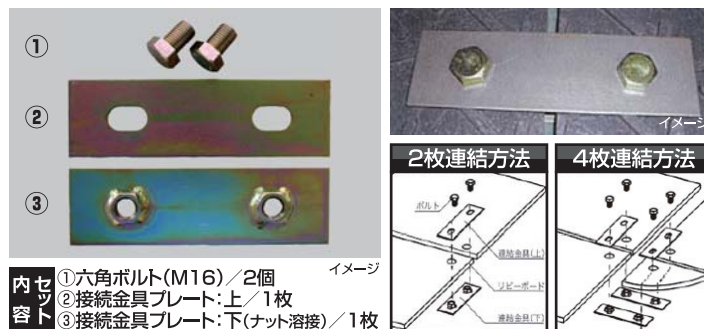 ①
②
③
イメージ
セット内容
①六角ボルト(M16)／2個
②接続金具プレート：上／1枚
③接続金具プレート：下(ナット溶接)／1枚
イメージ
2枚連結方法
ボルト
連結金具(上)
リピーボード
連結金具(下)
4枚連結方法